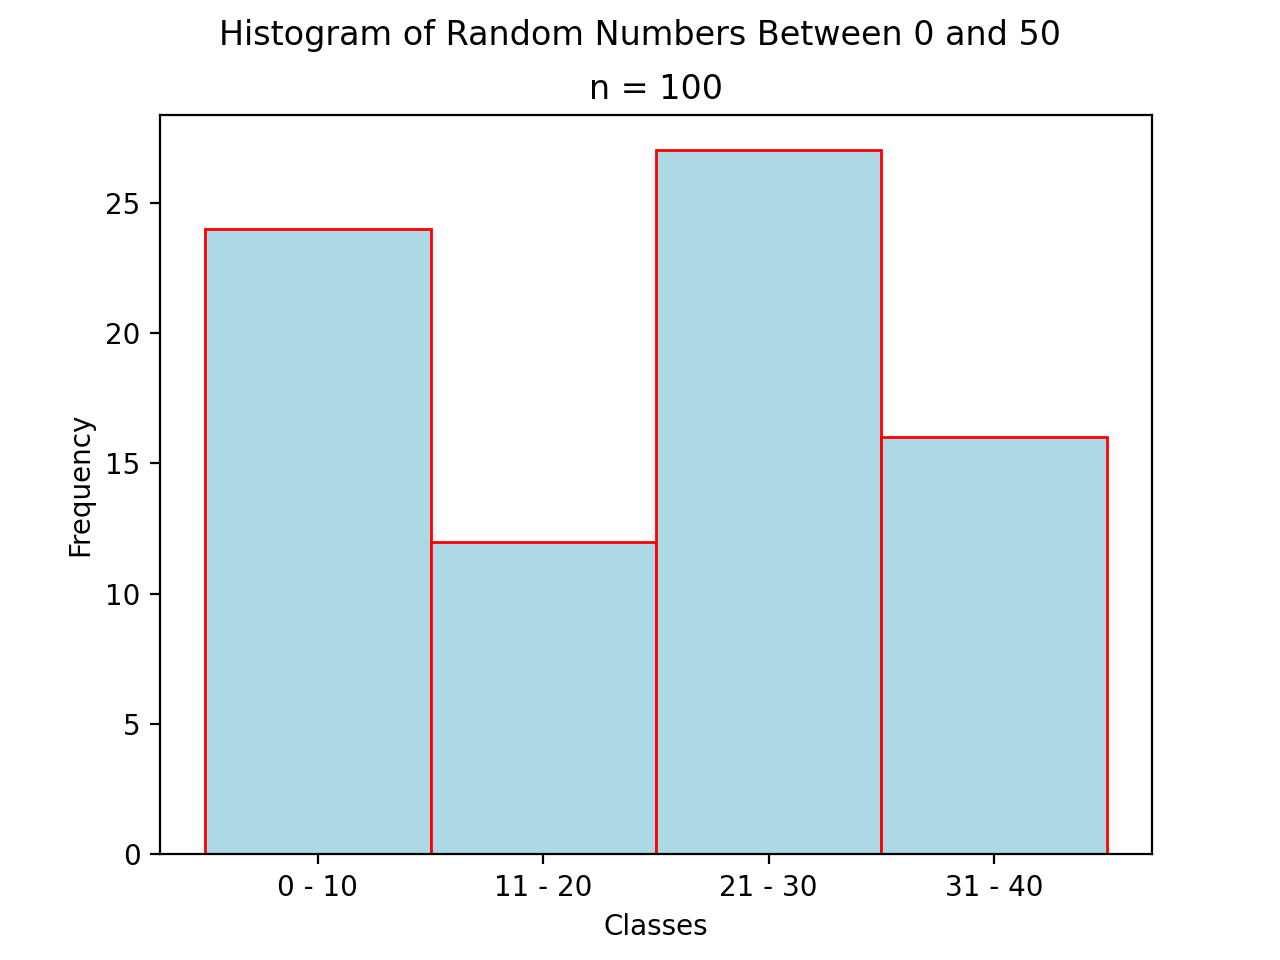 Histogram of Random Numbers Between 0 and 50
n = 100
25
20
15
10
5
0
Frequency
0 - 10 11 - 20 21 - 30 31 - 40
Classes